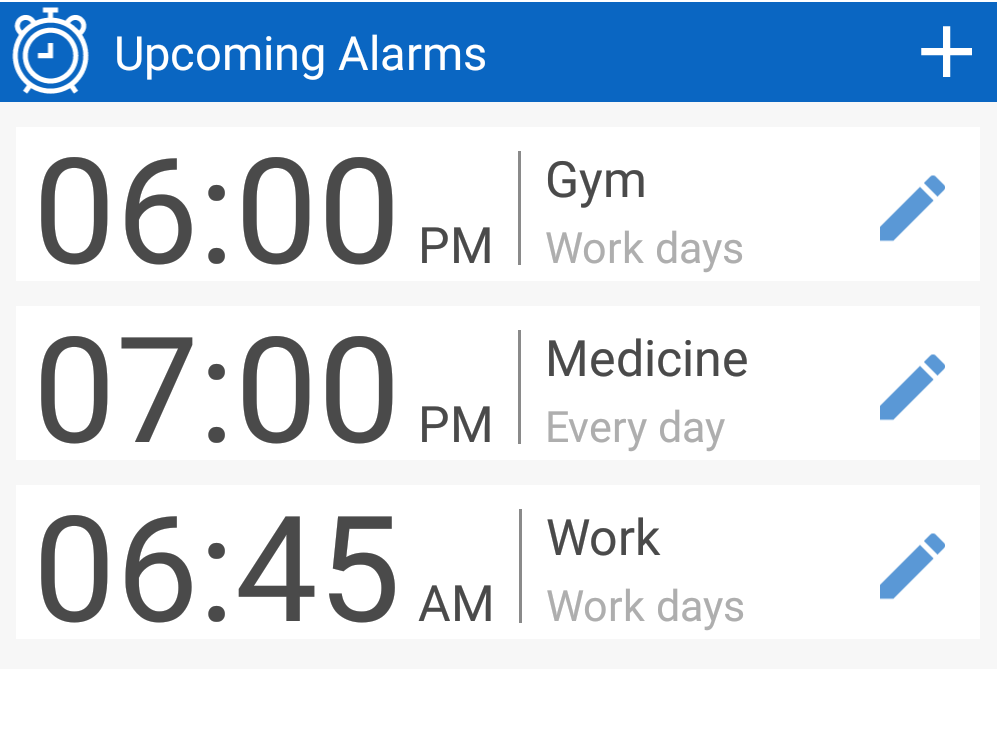 Upcoming Alarms
06:00 PM
Gym
Work days
07:00 PM
Medicine
Every day
06:45 AM
Work
Work days